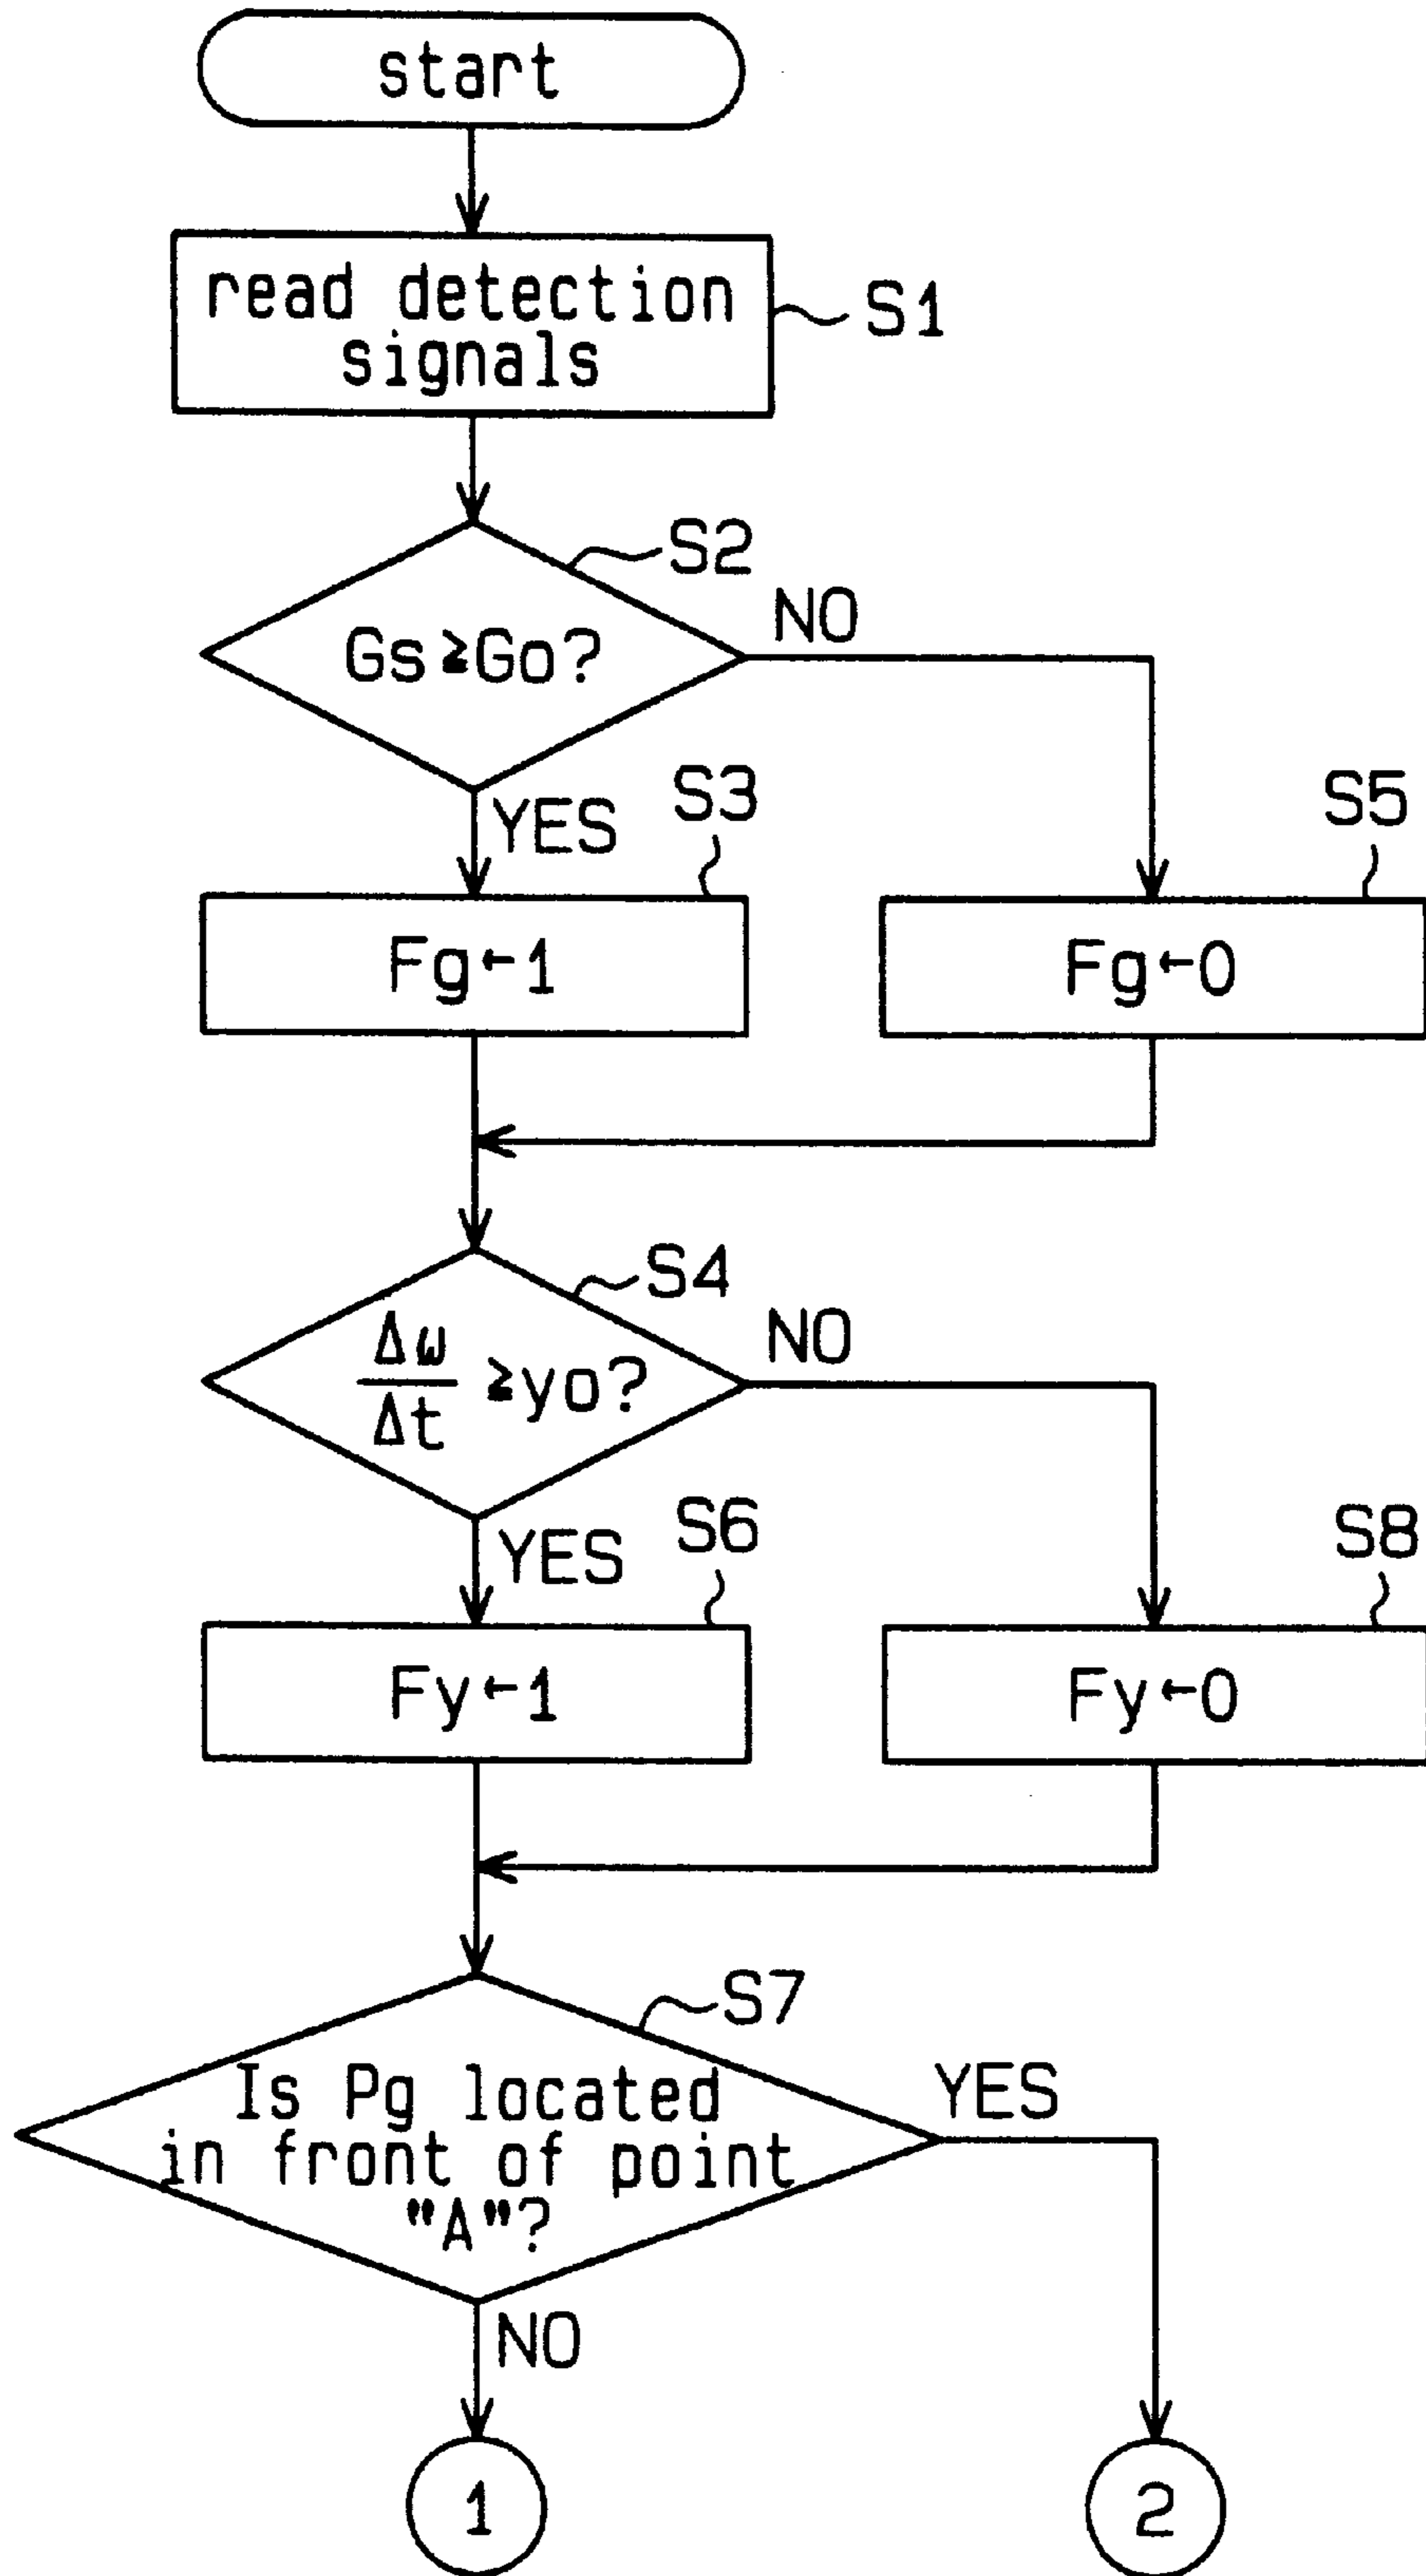 start
read detection
signals
S1
S2
Gs≧Go?
NO
YES
S3
S5
Fg←1
Fg←0
S4
Δω
Δt
≧yo?
NO
YES
S6
S8
Fy←1
Fy←0
S7
Is Pg located
in front of point
"A"?
YES
NO
1
2